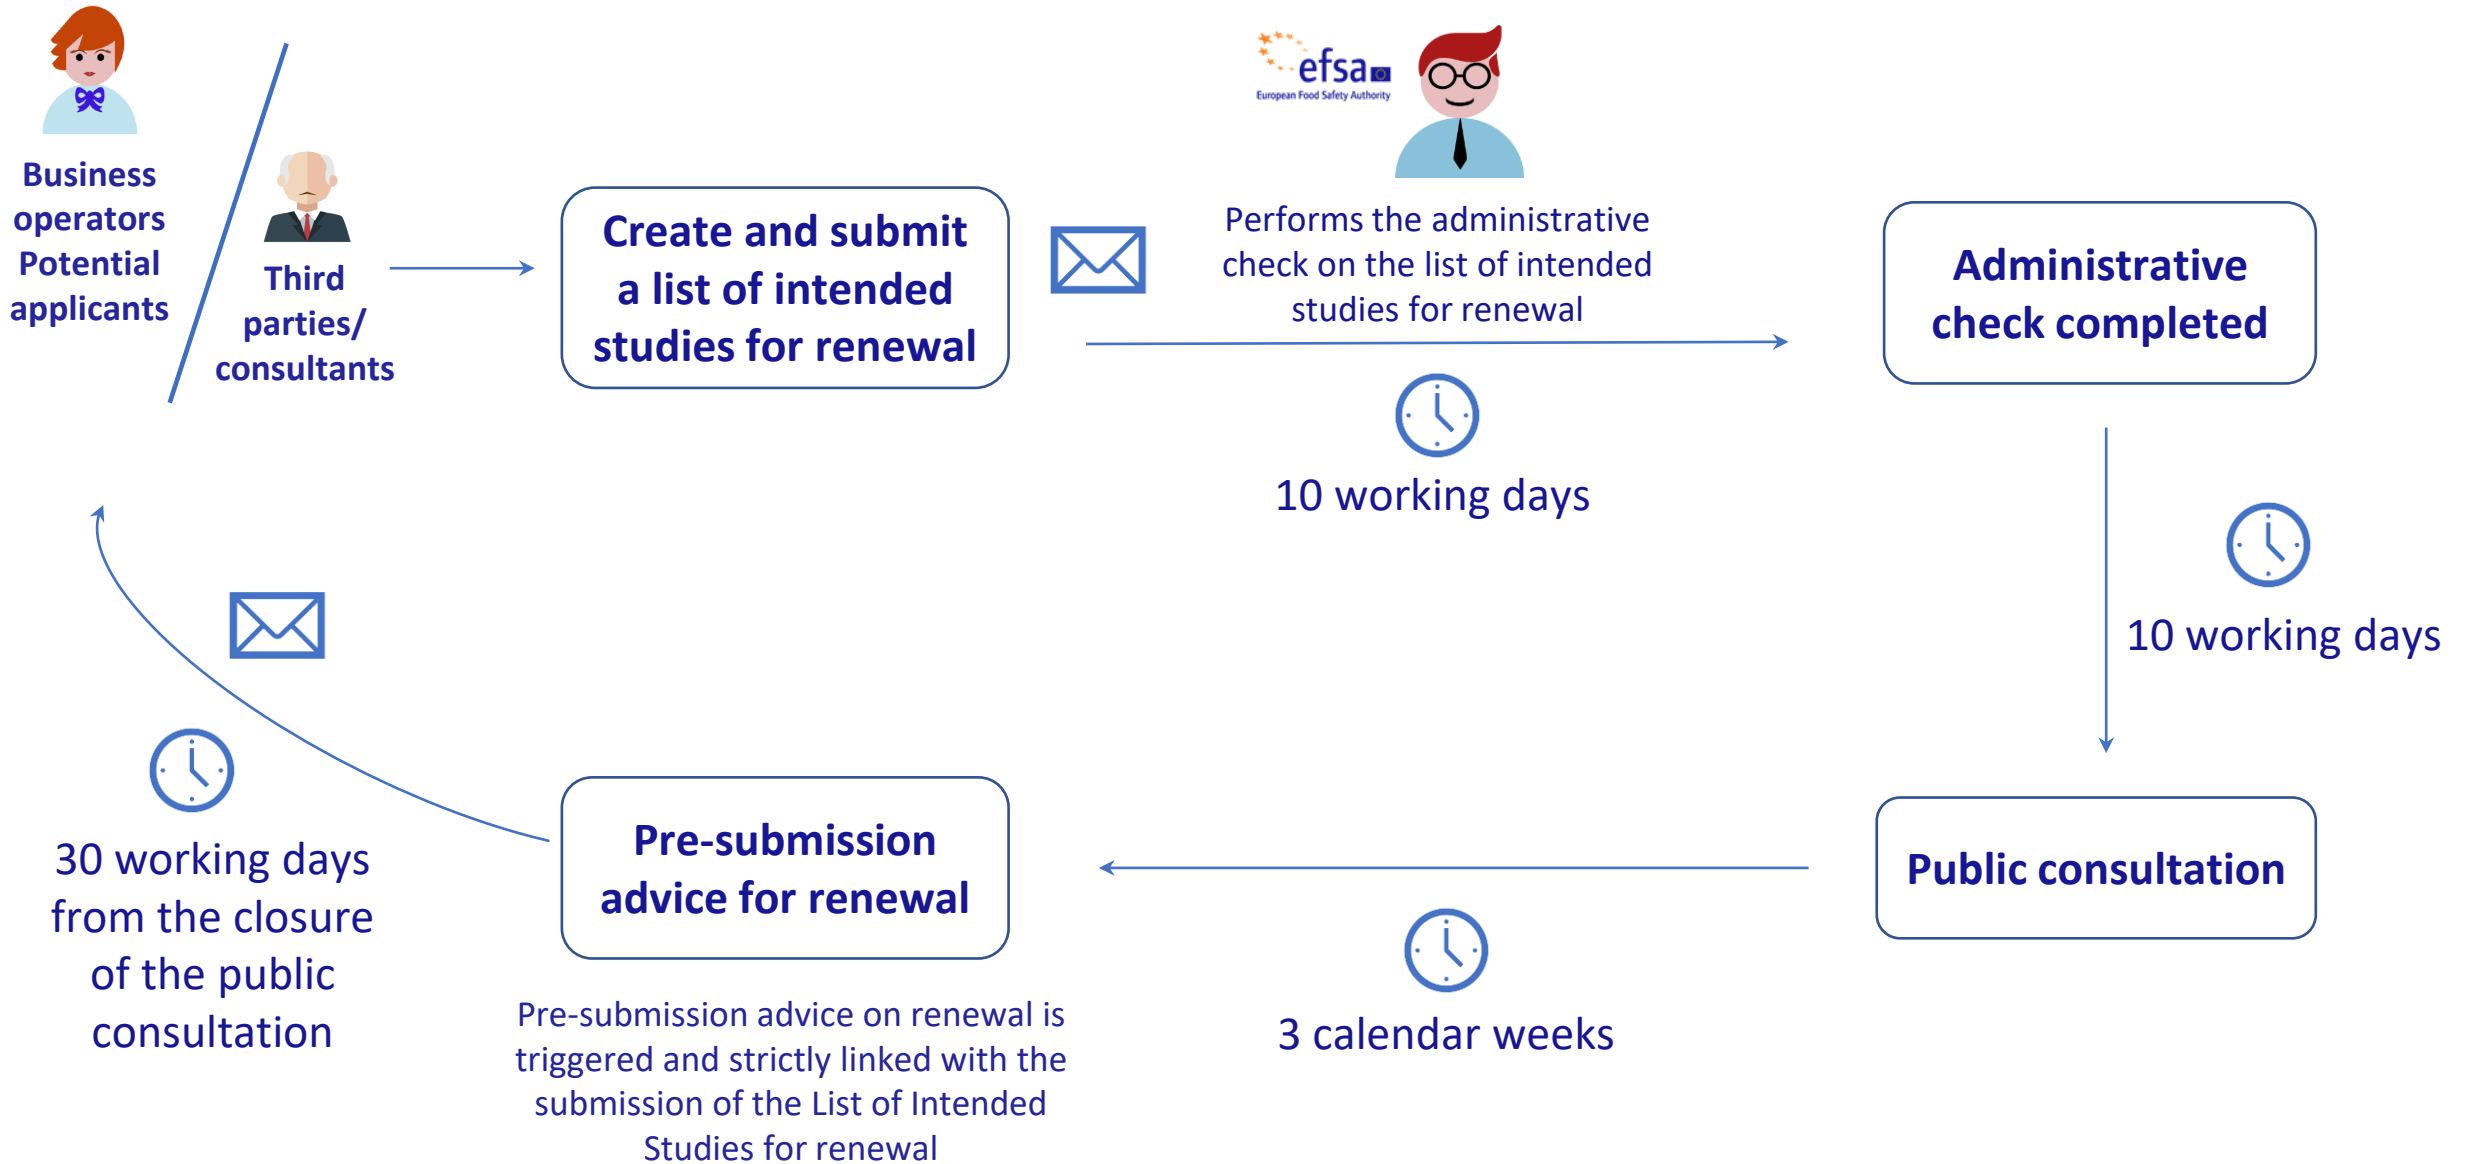 Business
operators
Potential
applicants
Third
parties/
consultants
Create and submit
a list of intended
studies for renewal
efsa
European Food Safety Authority
Performs the administrative
check on the list of intended
studies for renewal
10 working days
Administrative
check completed
10 working days
Public consultation
3 calendar weeks
Pre-submission
advice for renewal
Pre-submission advice on renewal is
triggered and strictly linked with the
submission of the List of Intended
Studies for renewal
30 working days
from the closure
of the public
consultation